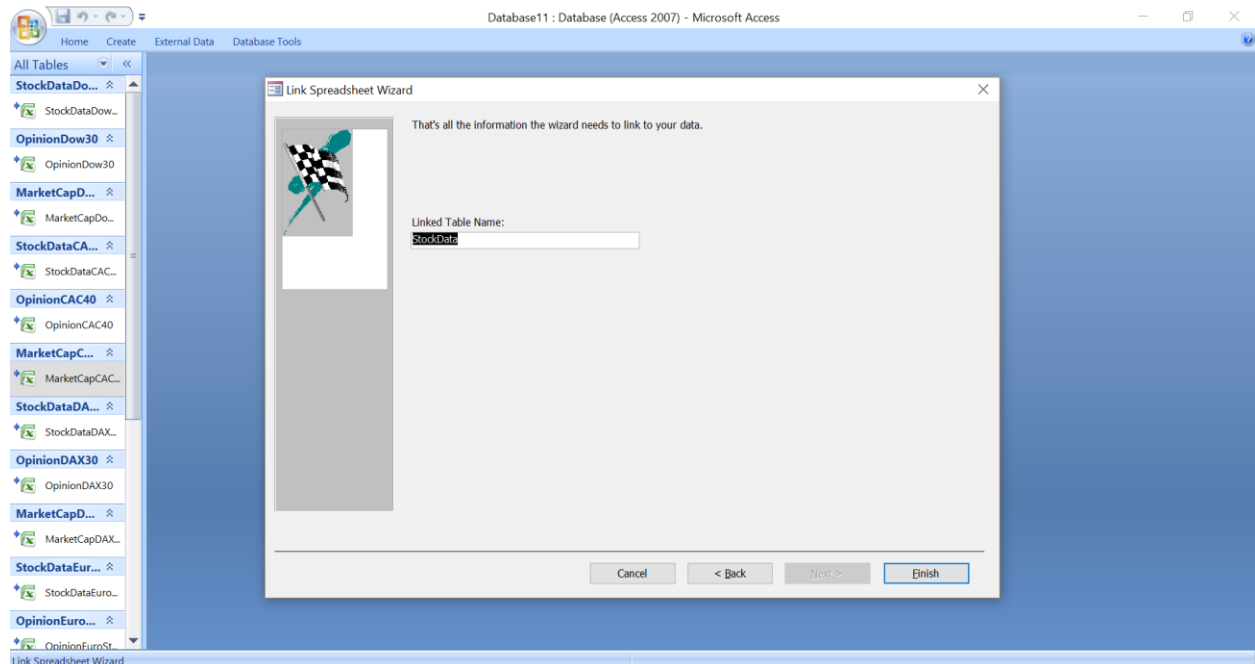 Database11 : Database (Access 2007) - Microsoft Access
Home Create External Data Database Tools
All Tables
StockDataDo...
StockDataDow...
OpinionDow30
OpinionDow30
MarketCapD...
MarketCapDo...
StockDataCA...
StockDataCAC...
OpinionCAC40
OpinionCAC40
MarketCapC...
MarketCapCAC...
StockDataDA...
StockDataDAX...
OpinionDAX30
OpinionDAX30
MarketCapD...
MarketCapDAX...
StockDataEur...
StockDataEuro...
OpinionEuro...
OpinionEuroSt...
Link Spreadsheet Wizard
That's all the information the wizard needs to link to your data.
Linked Table Name:
StockData
Cancel < Back Next > Finish
Link Spreadsheet Wizard